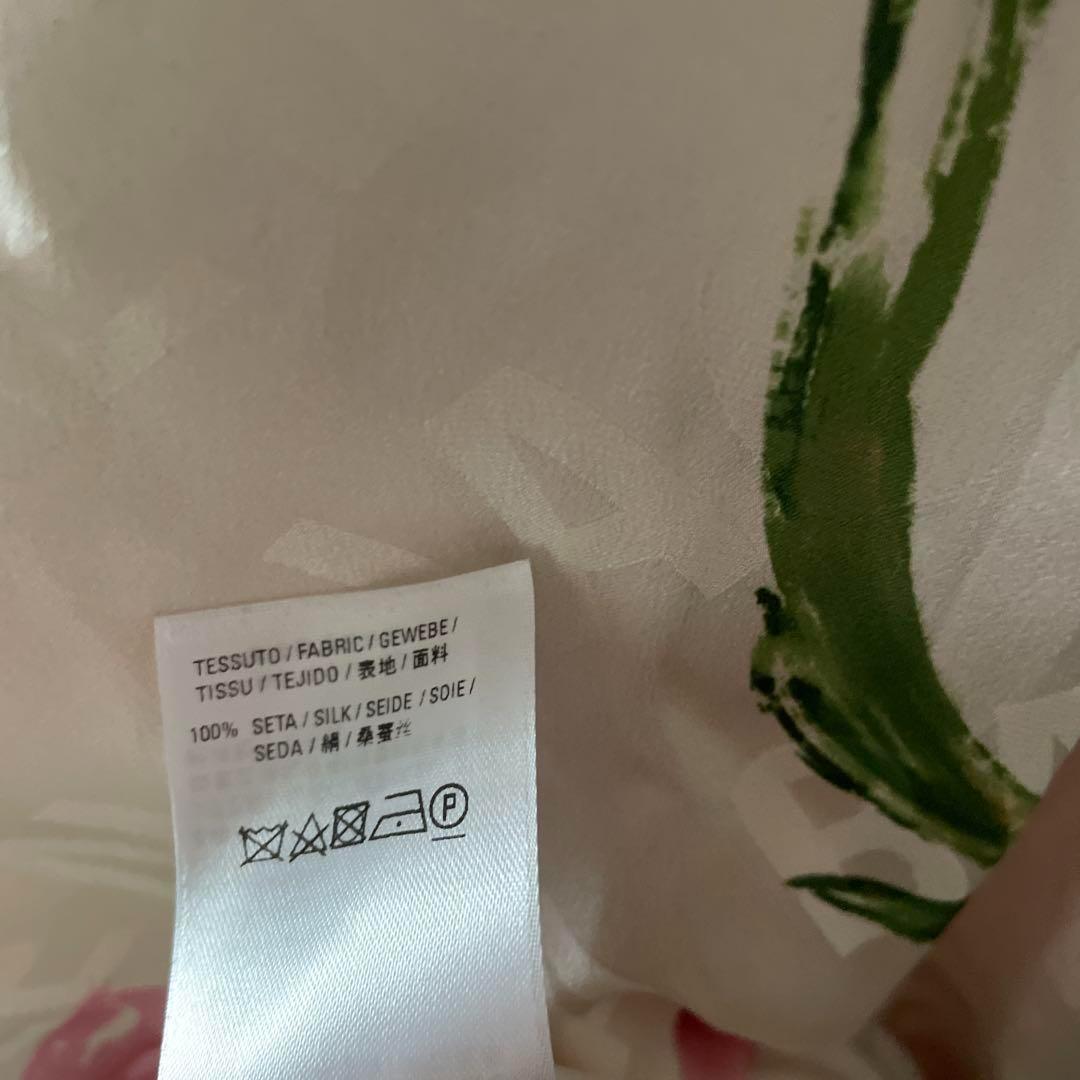 TESSUTO / FABRIC / GEWEBE /
TISSU / TEJIDO / 表地 / 面料
100% SETA / SILK / SEIDE / SOIE /
SEDA / 絹 / 桑蚕丝
P